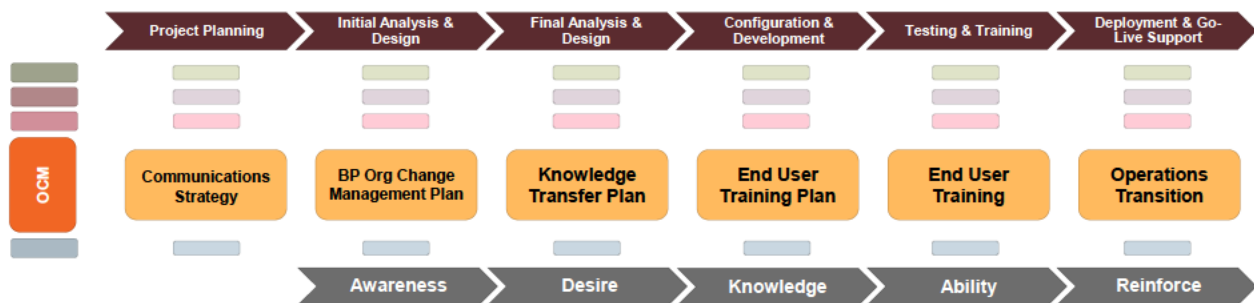 Project Planning
Initial Analysis &
Design
Final Analysis &
Design
Configuration &
Development
Testing & Training
Deployment & Go-
Live Support
OCM
Communications
Strategy
BP Org Change
Management Plan
Knowledge
Transfer Plan
End User
Training Plan
End User
Training
Operations
Transition
Awareness
Desire
Knowledge
Ability
Reinforce